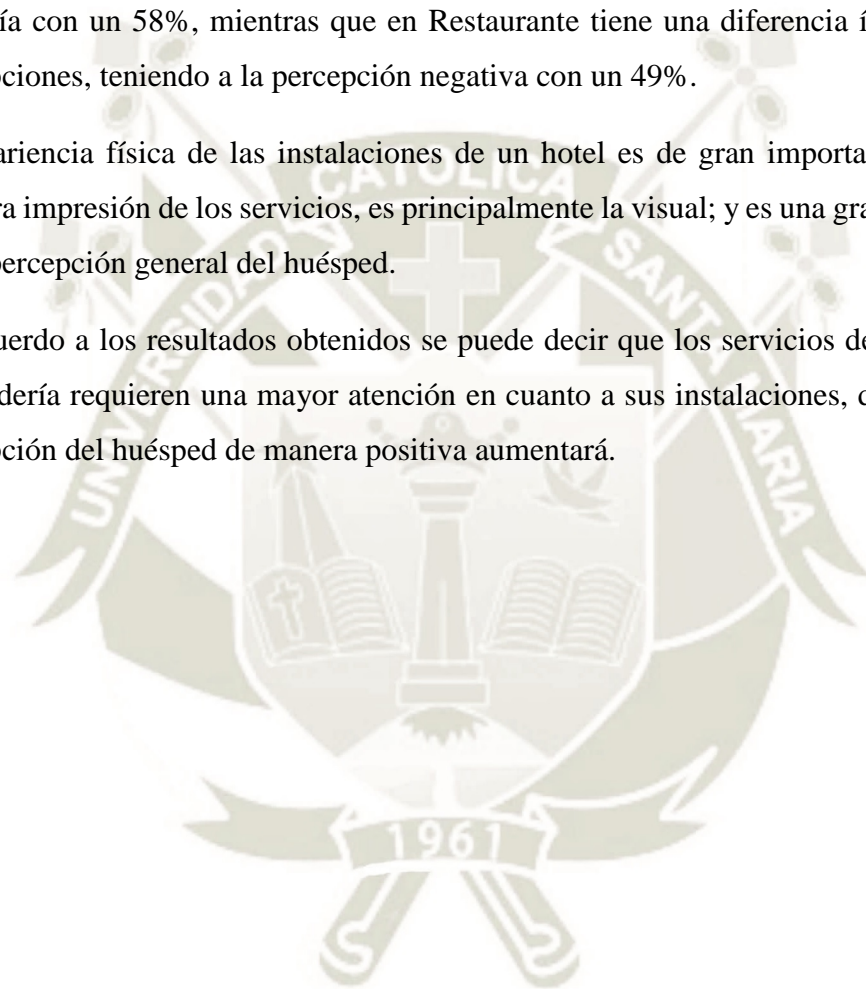 ía con un 58%, mientras que en Restaurante tiene una diferencia í
pciones, teniendo a la percepción negativa con un 49%.
ariencia física de las instalaciones de un hotel es de gran importa
ra impresión de los servicios, es principalmente la visual; y es una gra
percepción general del huésped.
uerdo a los resultados obtenidos se puede decir que los servicios de
dería requieren una mayor atención en cuanto a sus instalaciones,
pción del huésped de manera positiva aumentará.
UNIVERSIDAD CATOLICA SANTA MARIA
1961